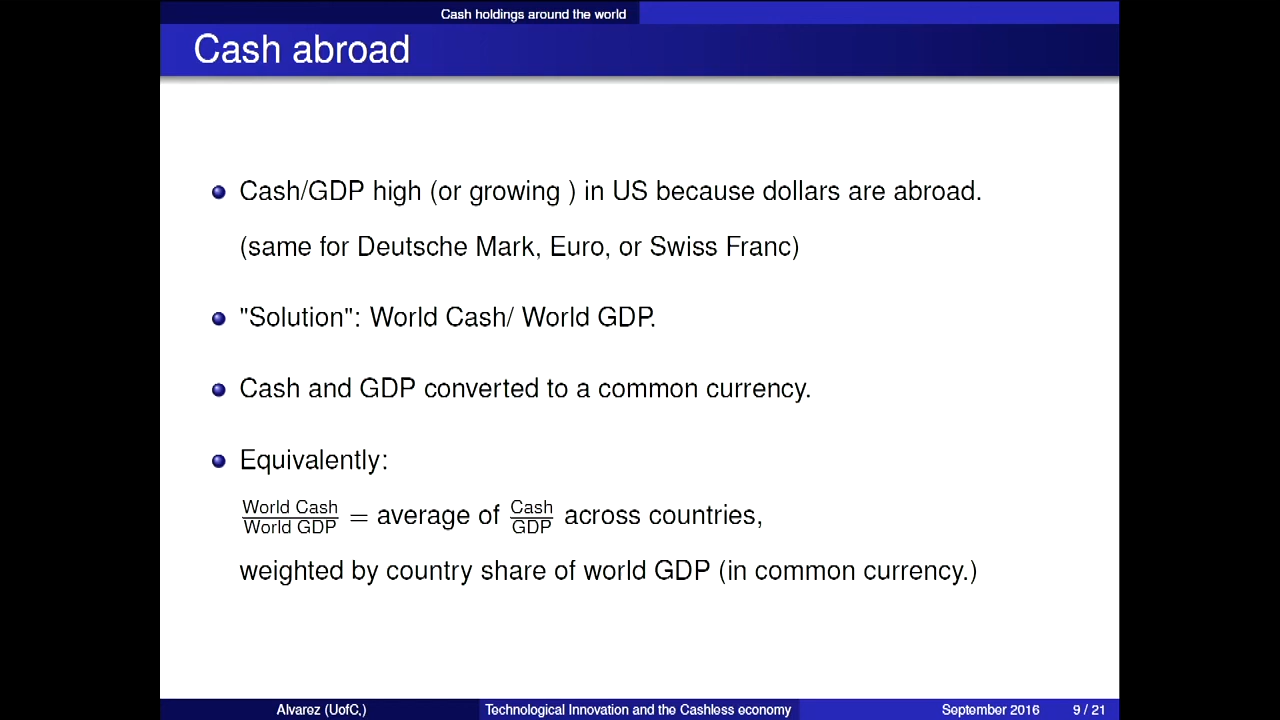 Cash holdings around the world
Cash abroad
Cash/GDP high (or growing ) in US because dollars are abroad.
(same for Deutsche Mark, Euro, or Swiss Franc)
"Solution": World Cash/ World GDP.
Cash and GDP converted to a common currency.
Equivalently:
World Cash/World GDP = average of Cash/GDP across countries,
weighted by country share of world GDP (in common currency.)
Alvarez (UofC,) Technological Innovation and the Cashless economy September 2016 9 / 21